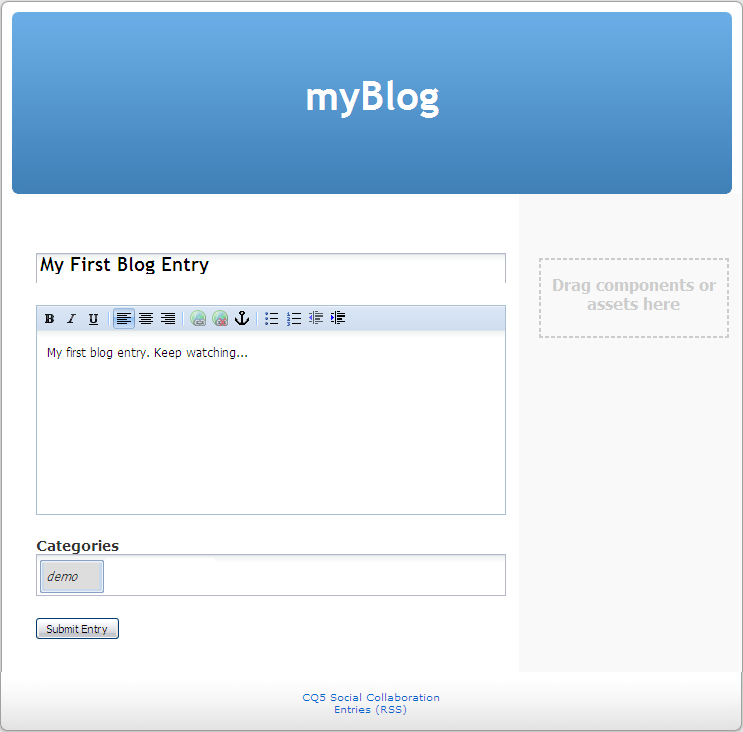 myBlog
My First Blog Entry
Drag components or
assets here
B I U
My first blog entry. Keep watching...
Categories
demo
Submit Entry
CQ5 Social Collaboration
Entries (RSS)